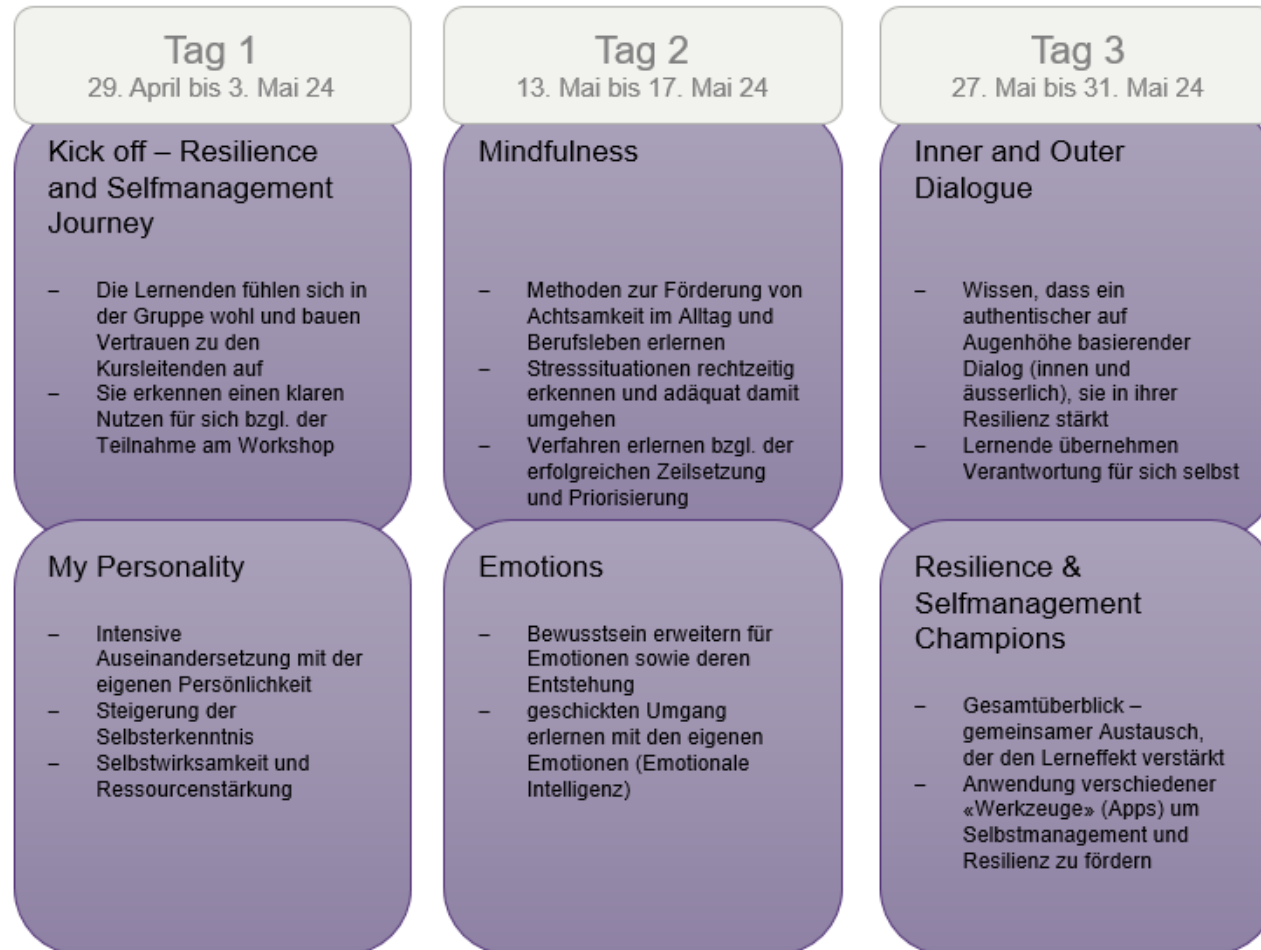 Tag 1
29. April bis 3. Mai 24
Kick off – Resilience
and Selfmanagement
Journey
– Die Lernenden fühlen sich in
der Gruppe wohl und bauen
Vertrauen zu den
Kursleitenden auf
– Sie erkennen einen klaren
Nutzen für sich bzgl. der
Teilnahme am Workshop
My Personality
– Intensive
Auseinandersetzung mit der
eigenen Persönlichkeit
– Steigerung der
Selbsterkenntnis
– Selbstwirksamkeit und
Ressourcenstärkung
Tag 2
13. Mai bis 17. Mai 24
Mindfulness
– Methoden zur Förderung von
Achtsamkeit im Alltag und
Berufsleben erlernen
– Stresssituationen rechtzeitig
erkennen und adäquat damit
umgehen
– Verfahren erlernen bzgl. der
erfolgreichen Zeilsetzung
und Priorisierung
Emotions
– Bewusstsein erweitern für
Emotionen sowie deren
Entstehung
– geschickten Umgang
erlernen mit den eigenen
Emotionen (Emotionale
Intelligenz)
Tag 3
27. Mai bis 31. Mai 24
Inner and Outer
Dialogue
– Wissen, dass ein
authentischer auf
Augenhöhe basierender
Dialog (innen und
äusserlich), sie in ihrer
Resilienz stärkt
– Lernende übernehmen
Verantwortung für sich selbst
Resilience &
Selfmanagement
Champions
– Gesamtüberblick –
gemeinsamer Austausch,
der den Lerneffekt verstärkt
– Anwendung verschiedener
«Werkzeuge» (Apps) um
Selbstmanagement und
Resilienz zu fördern